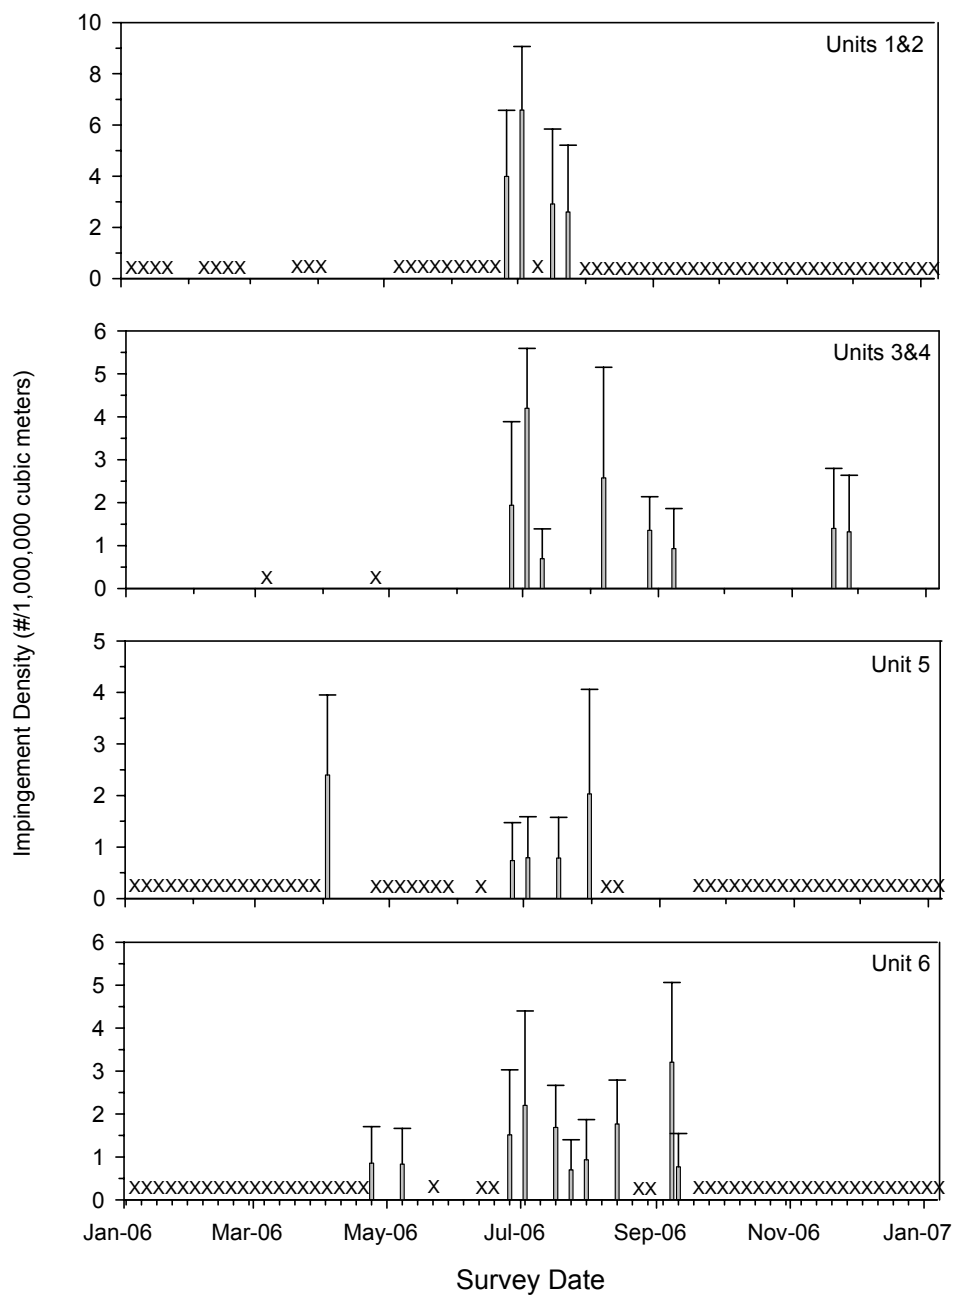 10
Units 1&2
8
6
4
2
XXXX XXXX XXX XXXXXXXXX X XXXXXXXXXXXXXXXXXXXXXXXXXXXXXX
0
6
Units 3&4
5
4
3
2
1
X X
0
Impingement Density (#/1,000,000 cubic meters)
5
Unit 5
4
3
2
1
XXXXXXXXXXXXXXXX XXXXXXX X XX XXXXXXXXXXXXXXXXXXXXX
0
6
Unit 6
5
4
3
2
1
XXXXXXXXXXXXXXXXXXXX X XX XX XXXXXXXXXXXXXXXXXXXXX
0
Jan-06 Mar-06 May-06 Jul-06 Sep-06 Nov-06 Jan-07
Survey Date